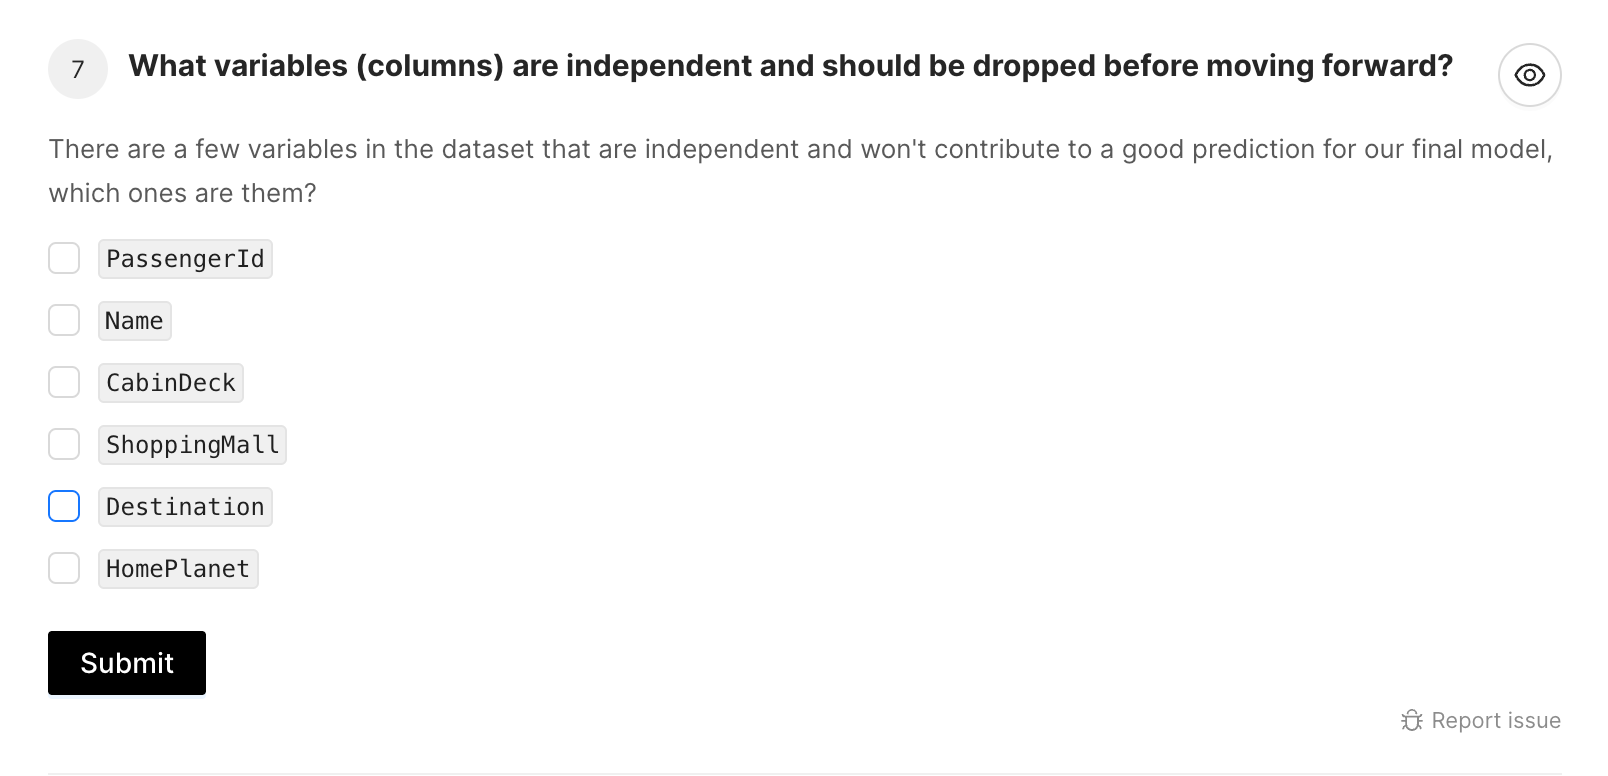 7
What variables (columns) are independent and should be dropped before moving forward?
There are a few variables in the dataset that are independent and won't contribute to a good prediction for our final model,
which ones are them?
PassengerId
Name
CabinDeck
ShoppingMall
Destination
HomePlanet
Submit
Report issue